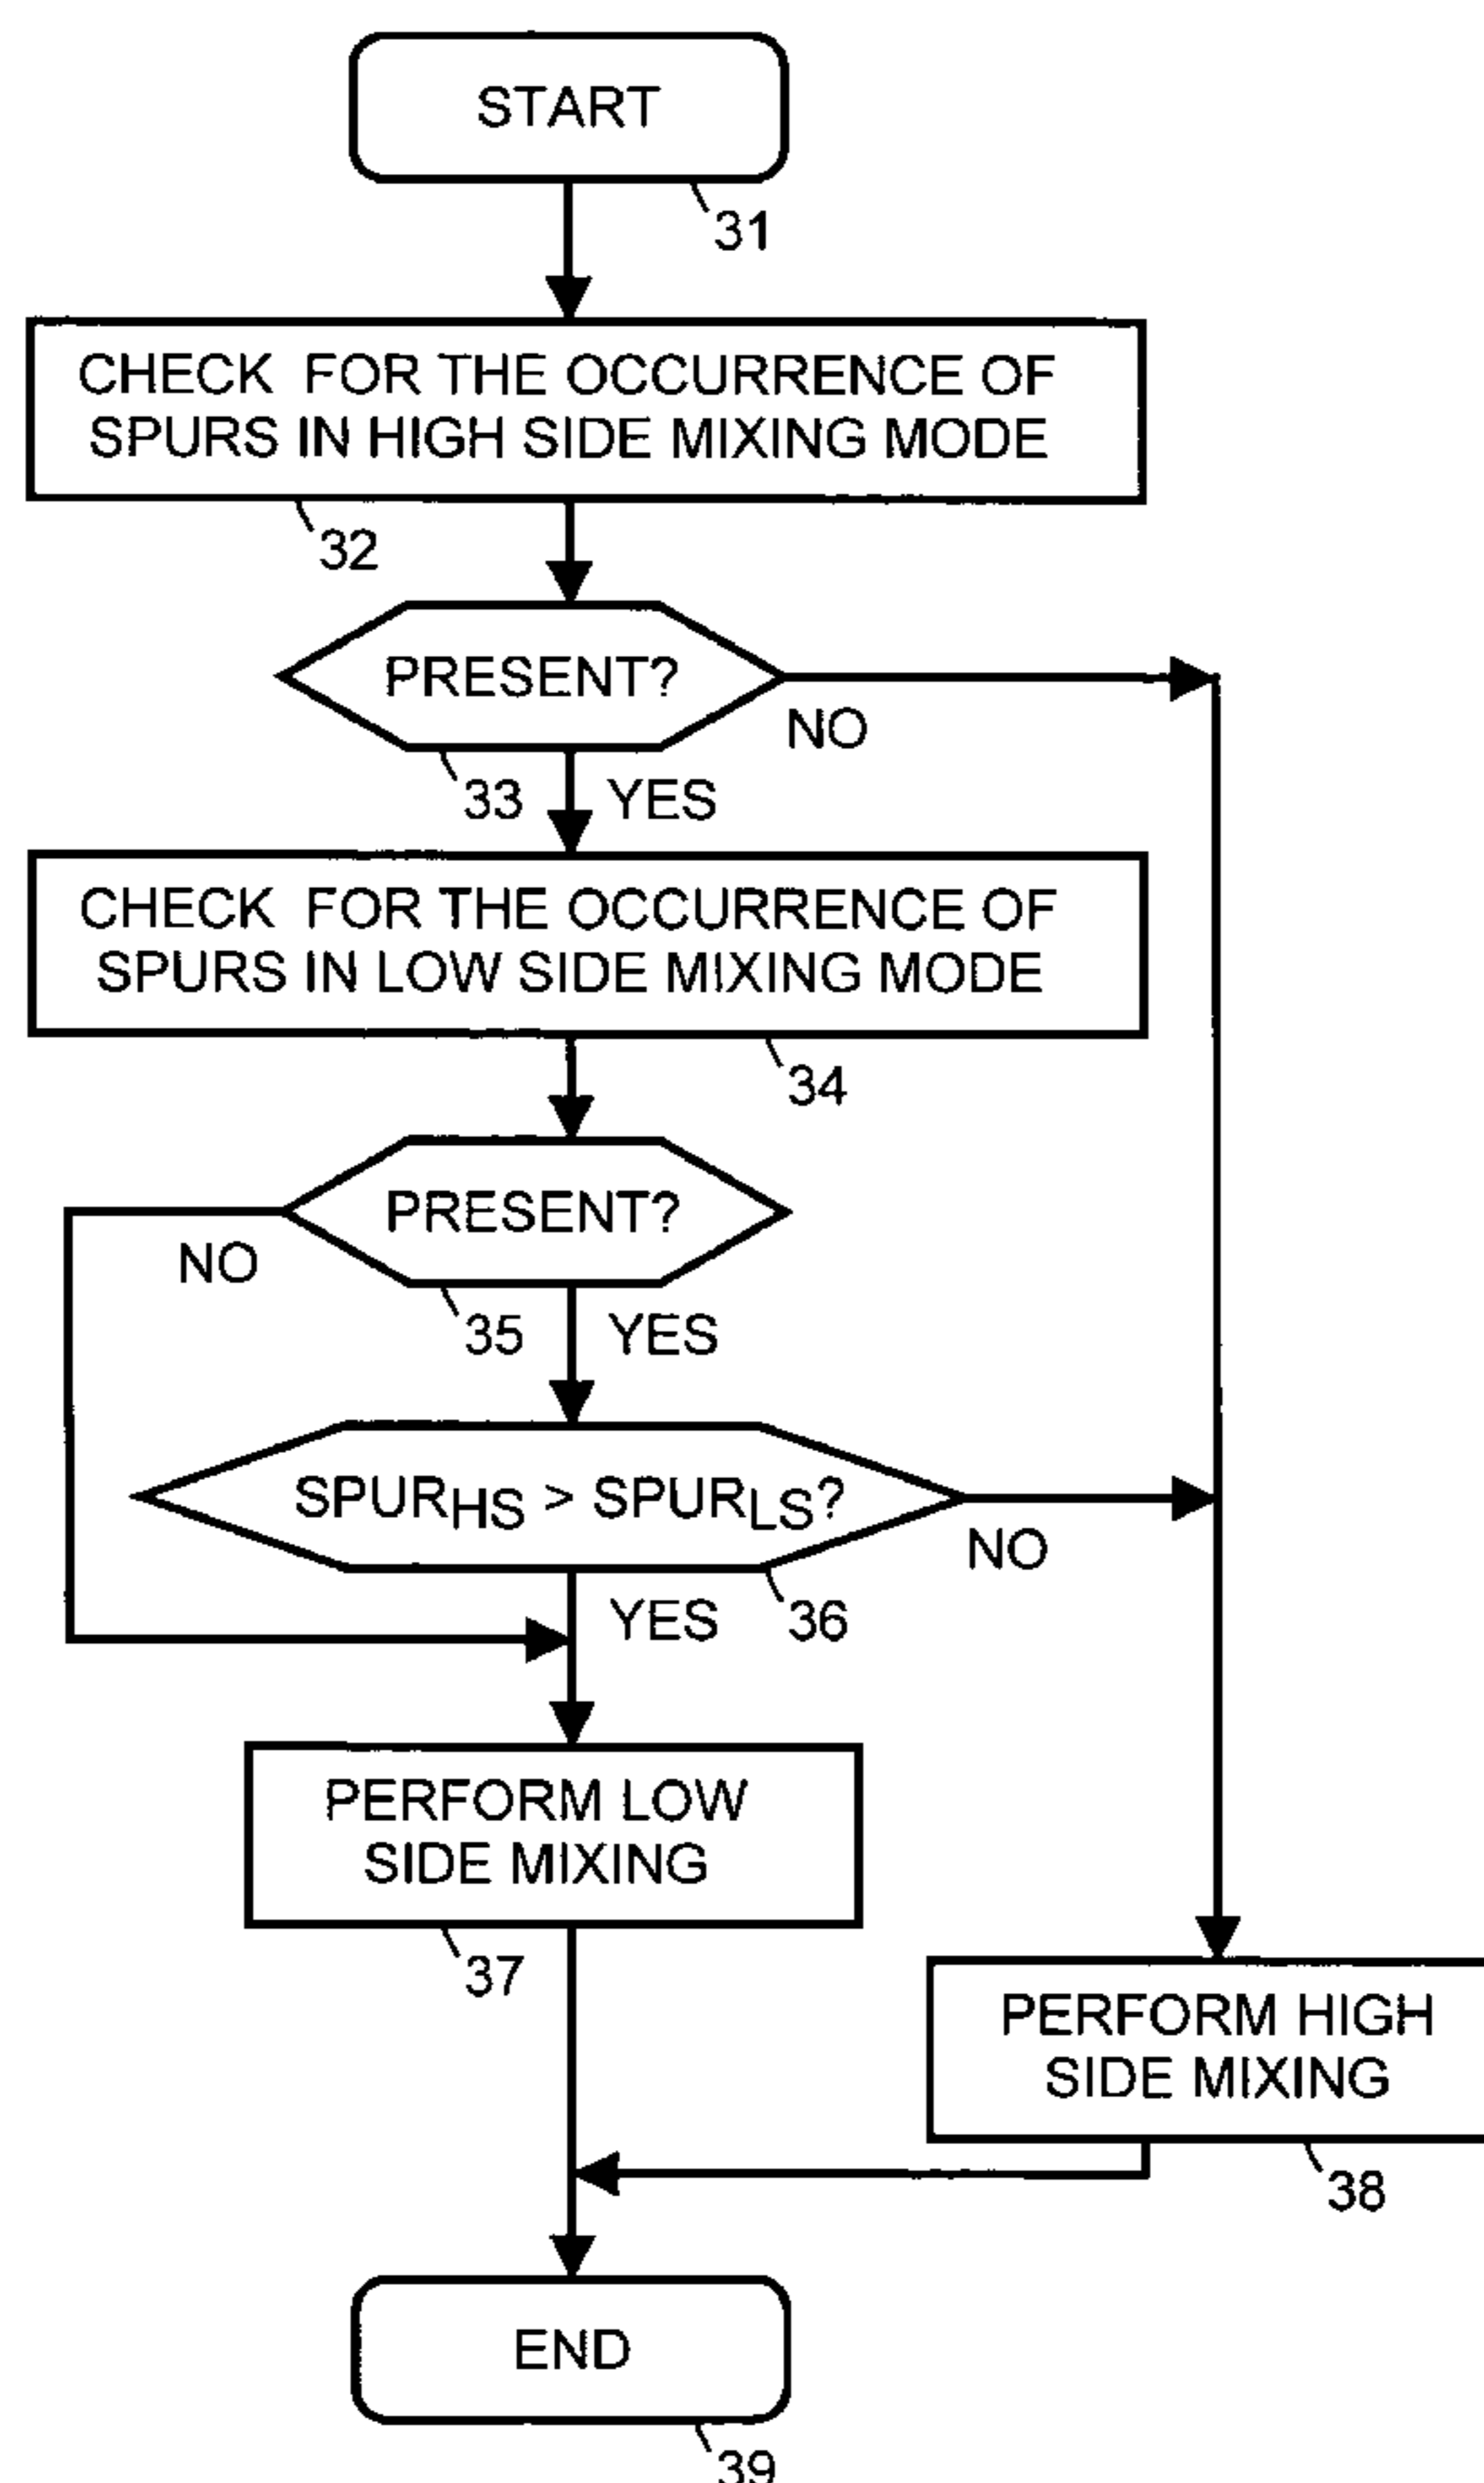 START
31
CHECK FOR THE OCCURRENCE OF
SPURS IN HIGH SIDE MIXING MODE
32
PRESENT?
NO
33
YES
CHECK FOR THE OCCURRENCE OF
SPURS IN LOW SIDE MIXING MODE
34
PRESENT?
NO
35
YES
SPURHS > SPURLS?
NO
YES
36
PERFORM LOW
SIDE MIXING
37
PERFORM HIGH
SIDE MIXING
38
END
39